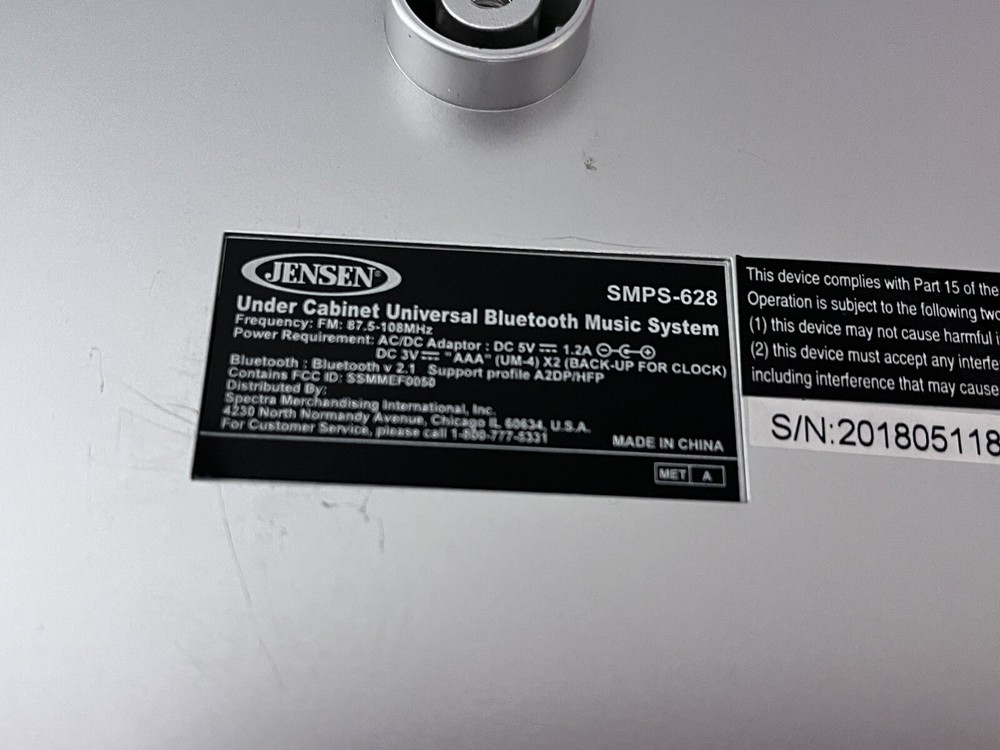 JENSEN®
SMPS-628
Under Cabinet Universal Bluetooth Music System
Frequency: FM: 87.5-108MHz
Power Requirement: AC/DC Adaptor : DC 5V ⎓ 1.2A
DC 3V ⎓ "AAA" (UM-4) X2 (BACK-UP FOR CLOCK)
Bluetooth : Bluetooth v 2.1 Support profile A2DP/HFP
Contains FCC ID: SSMMEF0050
Distributed By:
Spectra Merchandising International, Inc.
4230 North Normandy Avenue, Chicago IL 60634, U.S.A.
For Customer Service, please call 1-800-777-5331
MADE IN CHINA
MET A
This device complies with Part 15 of the
Operation is subject to the following two
(1) this device may not cause harmful i
(2) this device must accept any interfe
including interference that may cause
S/N:201805118